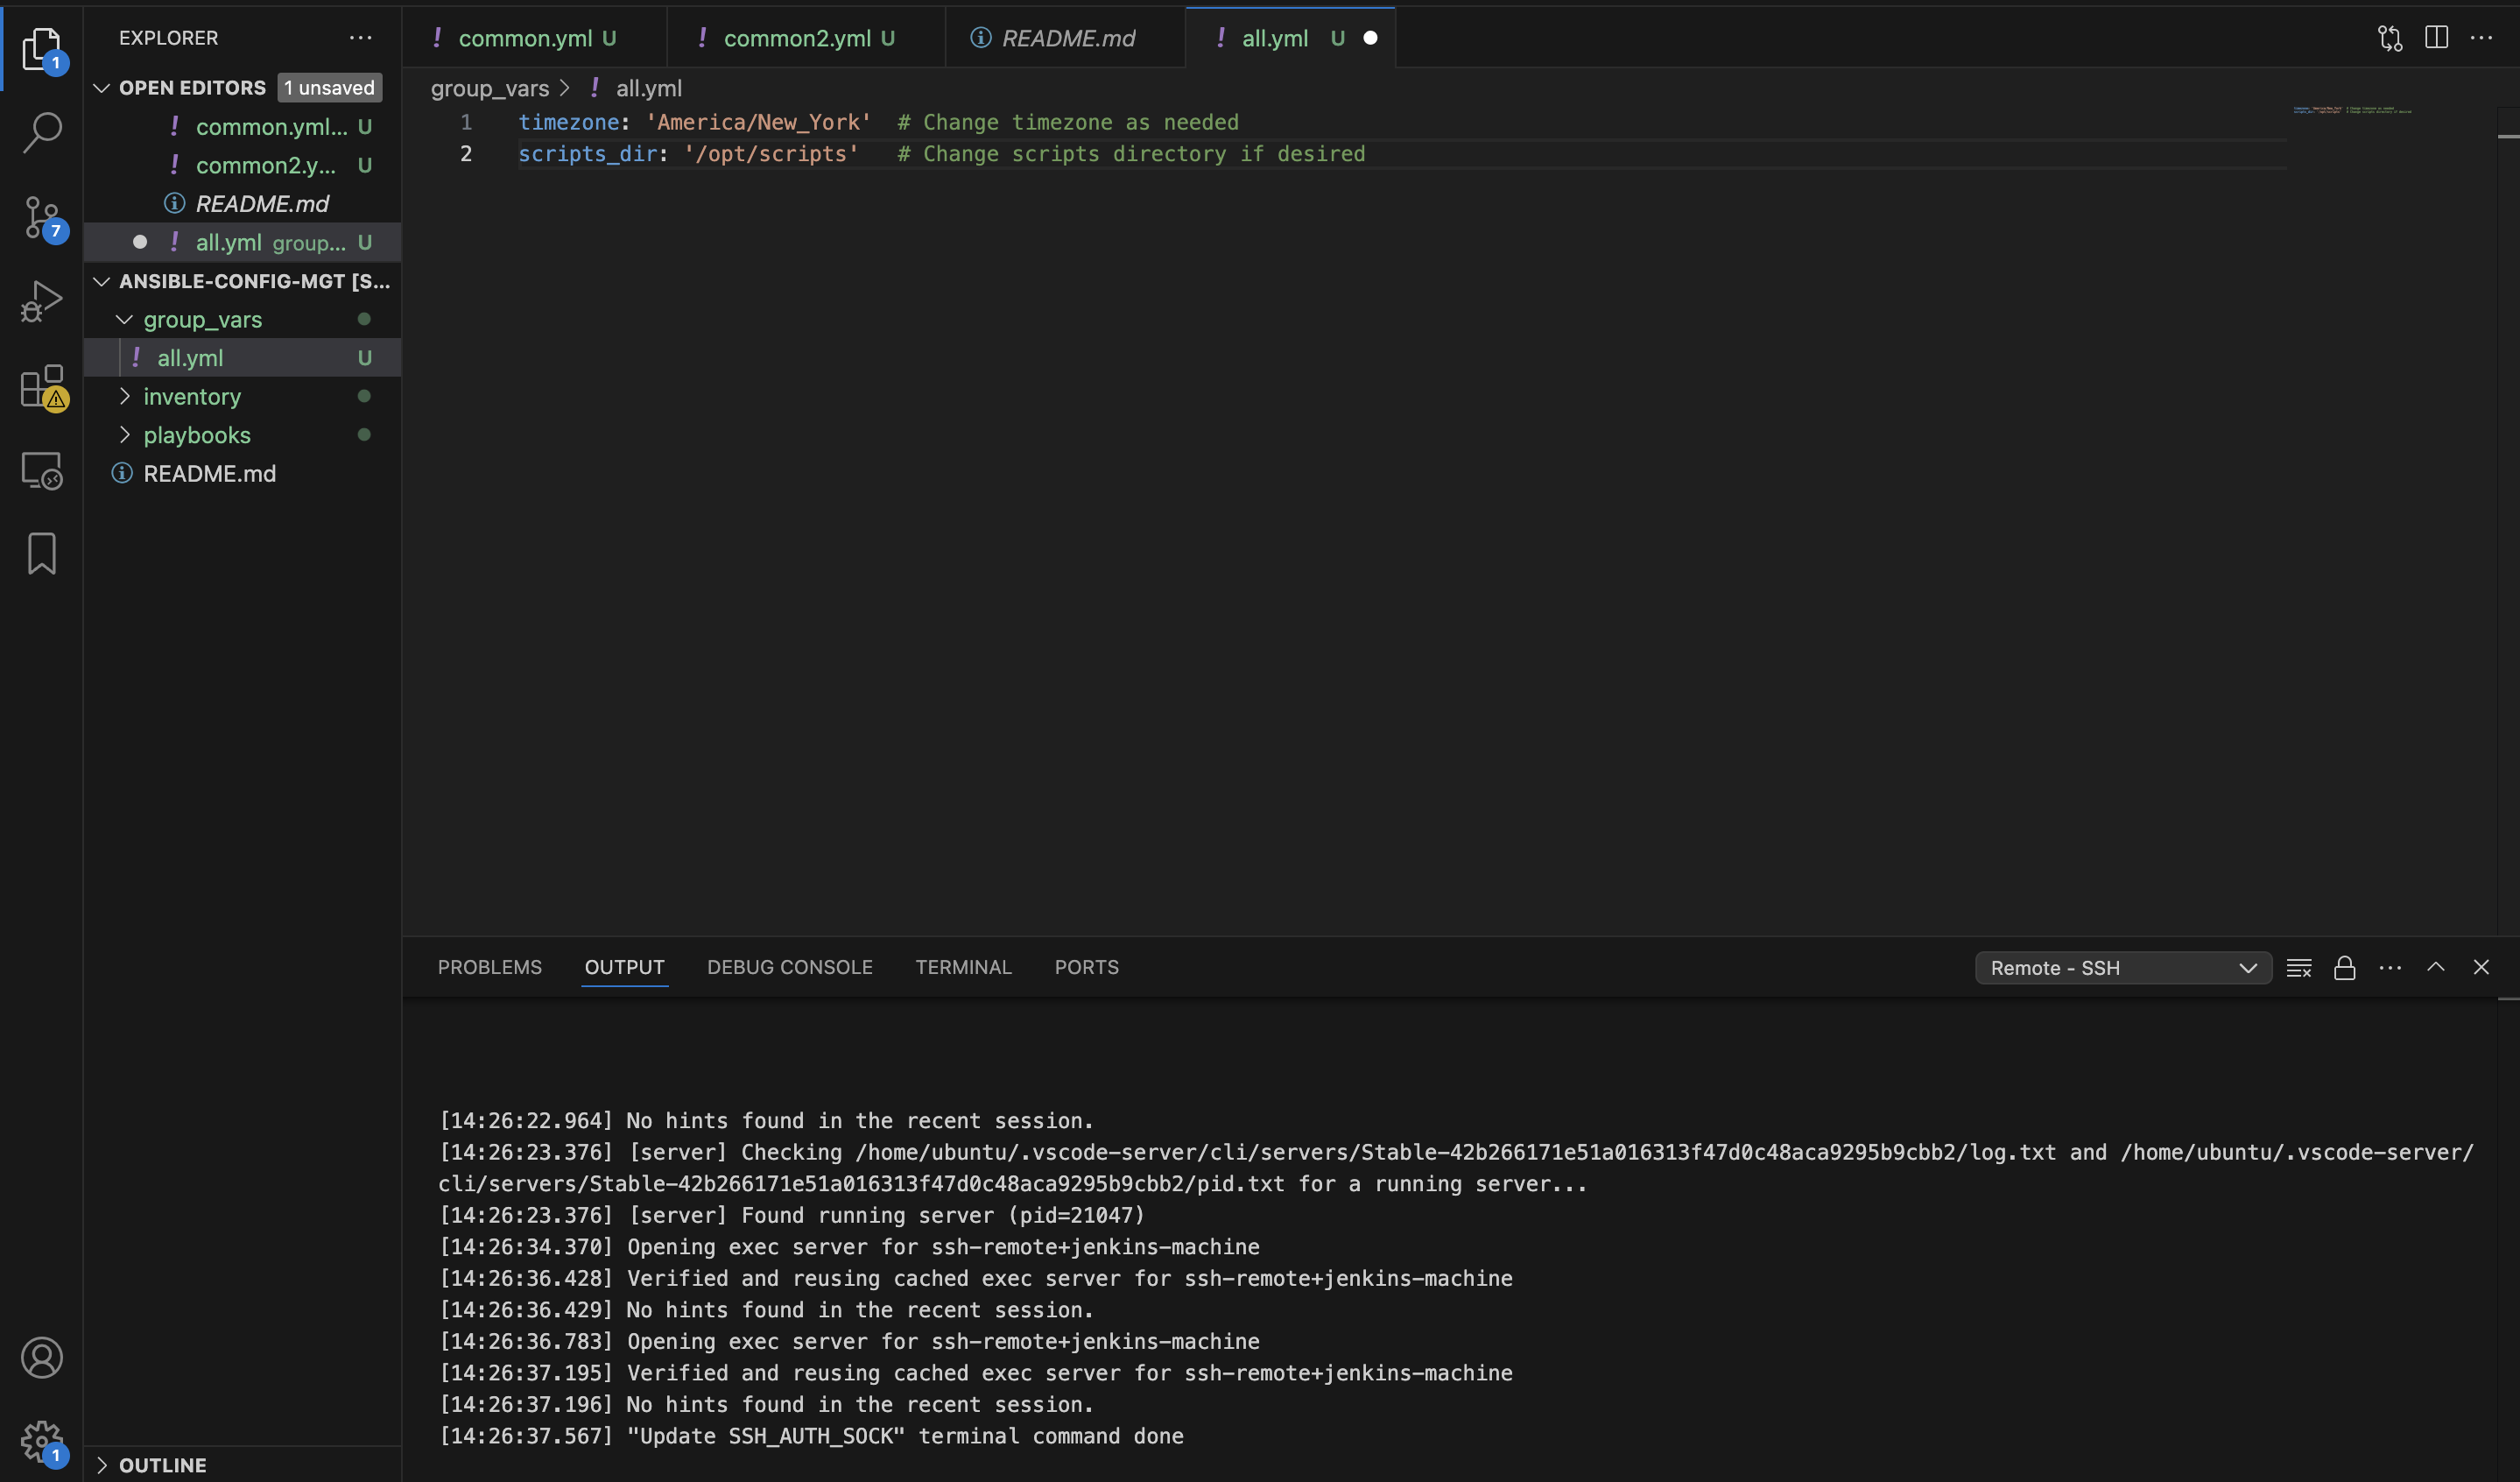 EXPLORER
OPEN EDITORS 1 unsaved
! common.yml... U
! common2.y... U
README.md
! all.yml group... U
ANSIBLE-CONFIG-MGT [S...
group_vars
! all.yml U
inventory
playbooks
README.md
OUTLINE
1
7
1
! common.yml U
! common2.yml U
README.md
! all.yml U
group_vars > ! all.yml
1 timezone: 'America/New_York'  # Change timezone as needed
2 scripts_dir: '/opt/scripts'   # Change scripts directory if desired
PROBLEMS OUTPUT DEBUG CONSOLE TERMINAL PORTS Remote - SSH
[14:26:22.964] No hints found in the recent session.
[14:26:23.376] [server] Checking /home/ubuntu/.vscode-server/cli/servers/Stable-42b266171e51a016313f47d0c48aca9295b9cbb2/log.txt and /home/ubuntu/.vscode-server/
cli/servers/Stable-42b266171e51a016313f47d0c48aca9295b9cbb2/pid.txt for a running server...
[14:26:23.376] [server] Found running server (pid=21047)
[14:26:34.370] Opening exec server for ssh-remote+jenkins-machine
[14:26:36.428] Verified and reusing cached exec server for ssh-remote+jenkins-machine
[14:26:36.429] No hints found in the recent session.
[14:26:36.783] Opening exec server for ssh-remote+jenkins-machine
[14:26:37.195] Verified and reusing cached exec server for ssh-remote+jenkins-machine
[14:26:37.196] No hints found in the recent session.
[14:26:37.567] "Update SSH_AUTH_SOCK" terminal command done